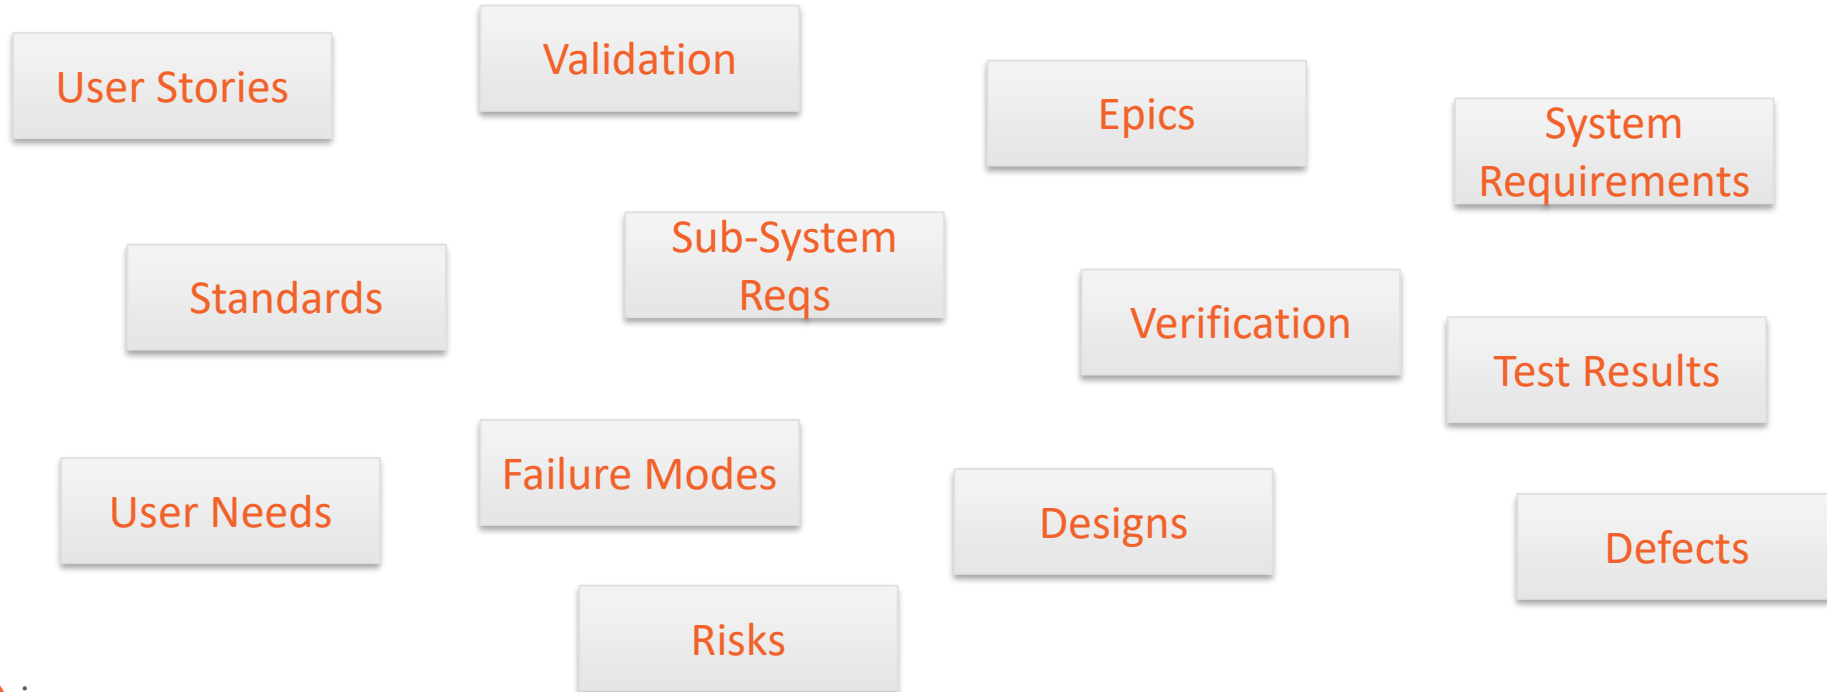 User Stories
Validation
Epics
System
Requirements
Standards
Sub-System
Reqs
Verification
Test Results
User Needs
Failure Modes
Designs
Defects
Risks